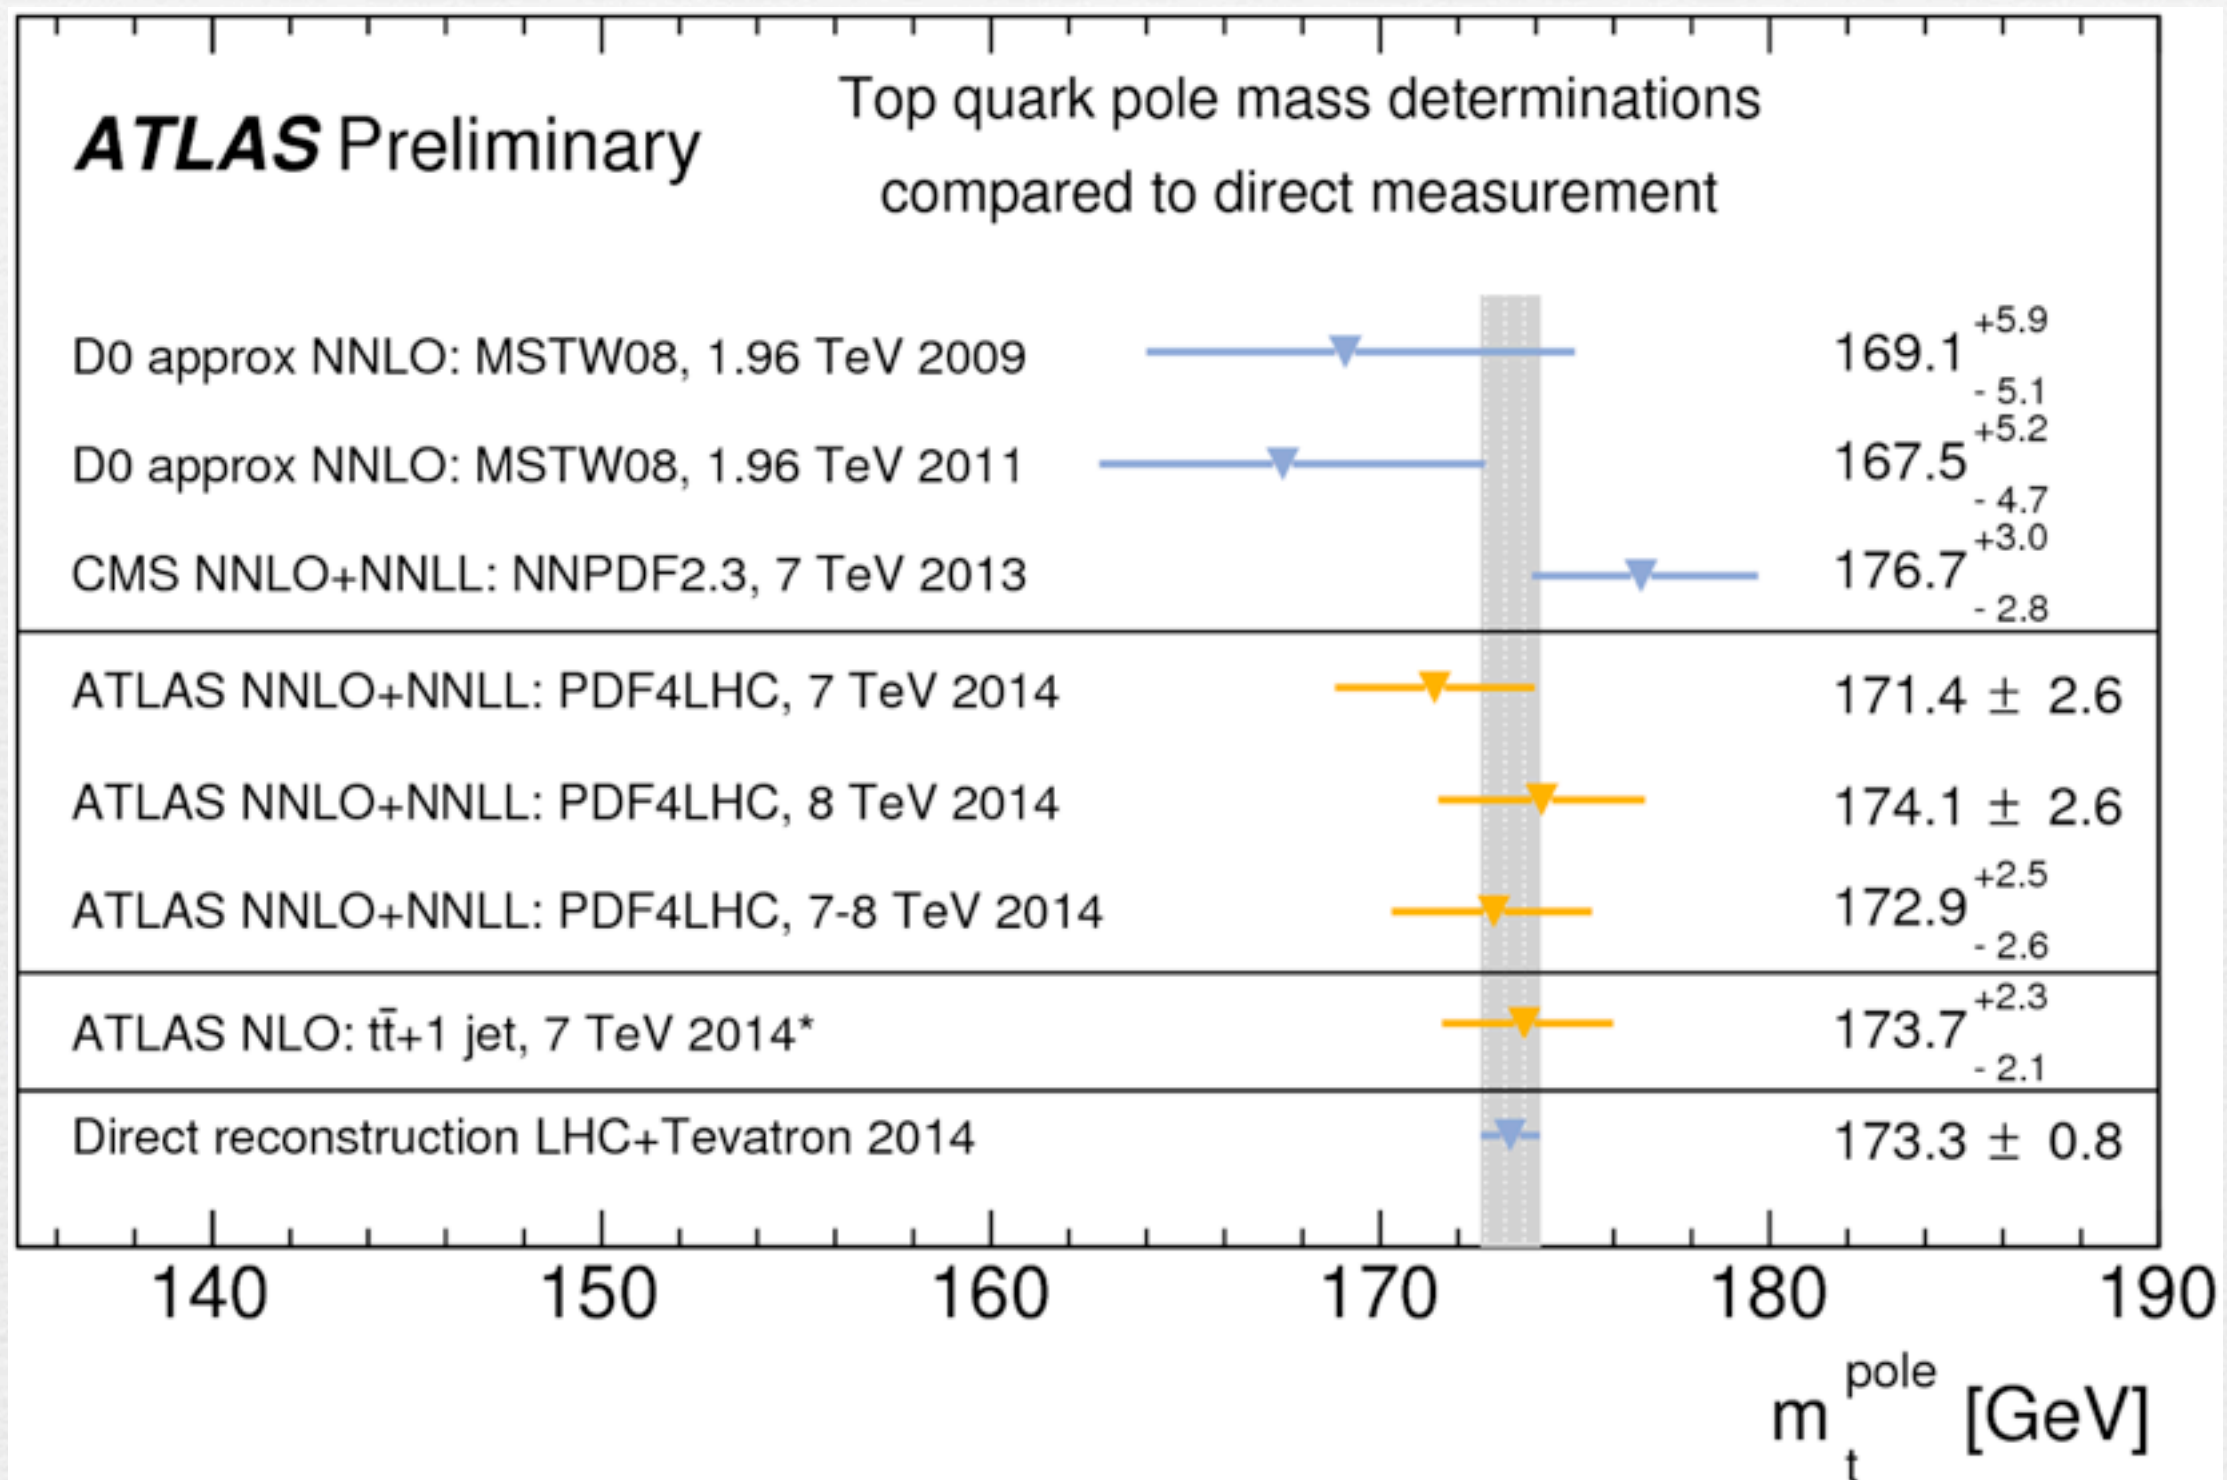 ATLAS Preliminary
Top quark pole mass determinations
compared to direct measurement
D0 approx NNLO: MSTW08, 1.96 TeV 2009 169.1 +5.9 - 5.1
D0 approx NNLO: MSTW08, 1.96 TeV 2011 167.5 +5.2 - 4.7
CMS NNLO+NNLL: NNPDF2.3, 7 TeV 2013 176.7 +3.0 - 2.8
ATLAS NNLO+NNLL: PDF4LHC, 7 TeV 2014 171.4 ± 2.6
ATLAS NNLO+NNLL: PDF4LHC, 8 TeV 2014 174.1 ± 2.6
ATLAS NNLO+NNLL: PDF4LHC, 7-8 TeV 2014 172.9 +2.5 - 2.6
ATLAS NLO: tt̄+1 jet, 7 TeV 2014* 173.7 +2.3 - 2.1
Direct reconstruction LHC+Tevatron 2014 173.3 ± 0.8
140 150 160 170 180 190
m t pole [GeV]